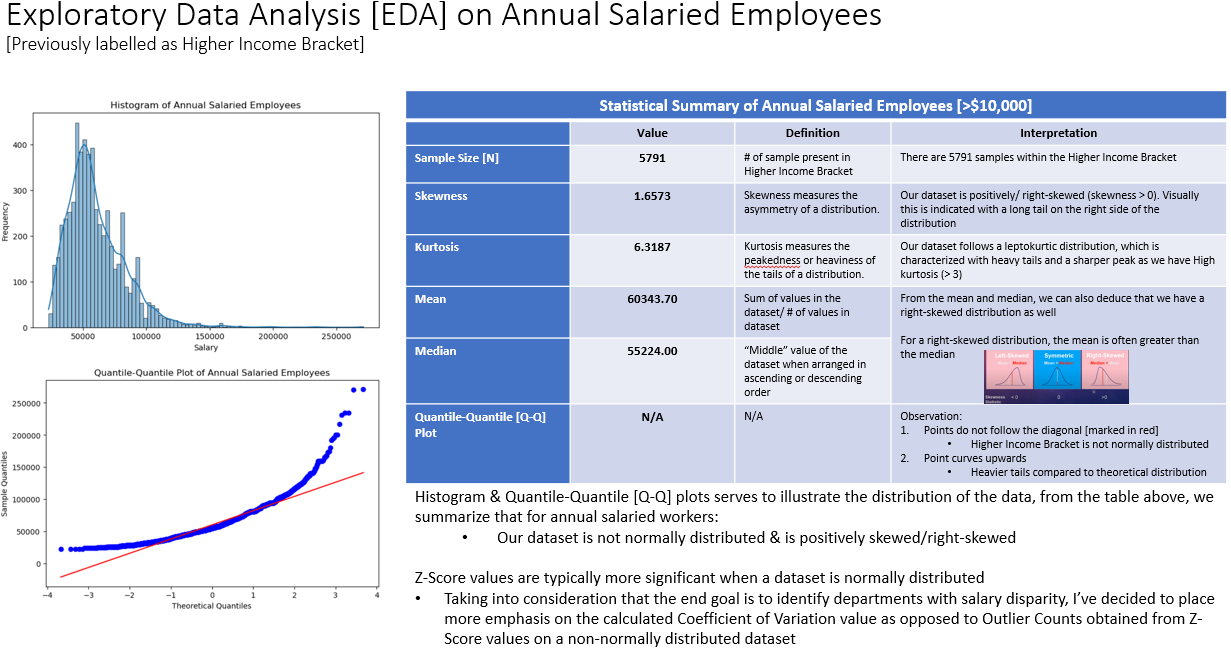 Exploratory Data Analysis [EDA] on Annual Salaried Employees
[Previously labelled as Higher Income Bracket]
Histogram of Annual Salaried Employees
Frequency
400
300
200
100
0
50000 100000 150000 200000 250000
Salary
Quantile-Quantile Plot of Annual Salaried Employees
Sample Quantiles
250000
200000
150000
100000
50000
0
−4 −3 −2 −1 0 1 2 3 4
Theoretical Quantiles
Statistical Summary of Annual Salaried Employees [>$10,000]
Value Definition Interpretation
Sample Size [N]
5791
# of sample present in
Higher Income Bracket
There are 5791 samples within the Higher Income Bracket
Skewness
1.6573
Skewness measures the
asymmetry of a distribution.
Our dataset is positively/ right-skewed (skewness > 0). Visually
this is indicated with a long tail on the right side of the
distribution
Kurtosis
6.3187
Kurtosis measures the
peakedness or heaviness of
the tails of a distribution.
Our dataset follows a leptokurtic distribution, which is
characterized with heavy tails and a sharper peak as we have High
kurtosis (> 3)
Mean
60343.70
Sum of values in the
dataset/ # of values in
dataset
From the mean and median, we can also deduce that we have a
right-skewed distribution as well
Median
55224.00
“Middle” value of the
dataset when arranged in
ascending or descending
order
For a right-skewed distribution, the mean is often greater than
the median
Left-Skewed Symmetric Right-Skewed
Skewness < 0 0 >0
Statistic
Quantile-Quantile [Q-Q]
Plot
N/A
N/A
Observation:
1. Points do not follow the diagonal [marked in red]
• Higher Income Bracket is not normally distributed
2. Point curves upwards
• Heavier tails compared to theoretical distribution
Histogram & Quantile-Quantile [Q-Q] plots serves to illustrate the distribution of the data, from the table above, we
summarize that for annual salaried workers:
• Our dataset is not normally distributed & is positively skewed/right-skewed
Z-Score values are typically more significant when a dataset is normally distributed
• Taking into consideration that the end goal is to identify departments with salary disparity, I’ve decided to place
more emphasis on the calculated Coefficient of Variation value as opposed to Outlier Counts obtained from Z-
Score values on a non-normally distributed dataset